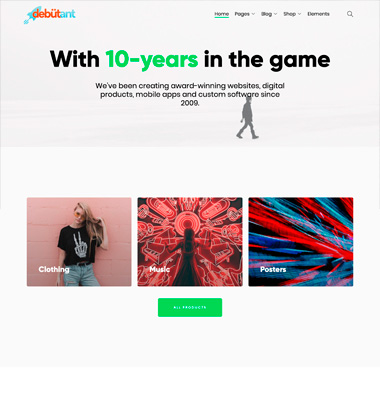 debütant
Home Pages Blog Shop Elements
With 10-years in the game
We've been creating award-winning websites, digital
products, mobile apps and custom software since
2009.
Clothing Music Posters
ALL PRODUCTS